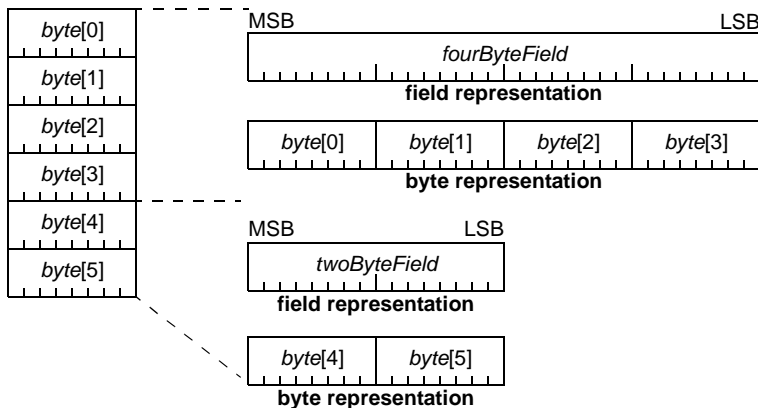 byte[0]
byte[1]
byte[2]
byte[3]
byte[4]
byte[5]
MSB LSB
fourByteField
field representation
byte[0] byte[1] byte[2] byte[3]
byte representation
MSB LSB
twoByteField
field representation
byte[4] byte[5]
byte representation